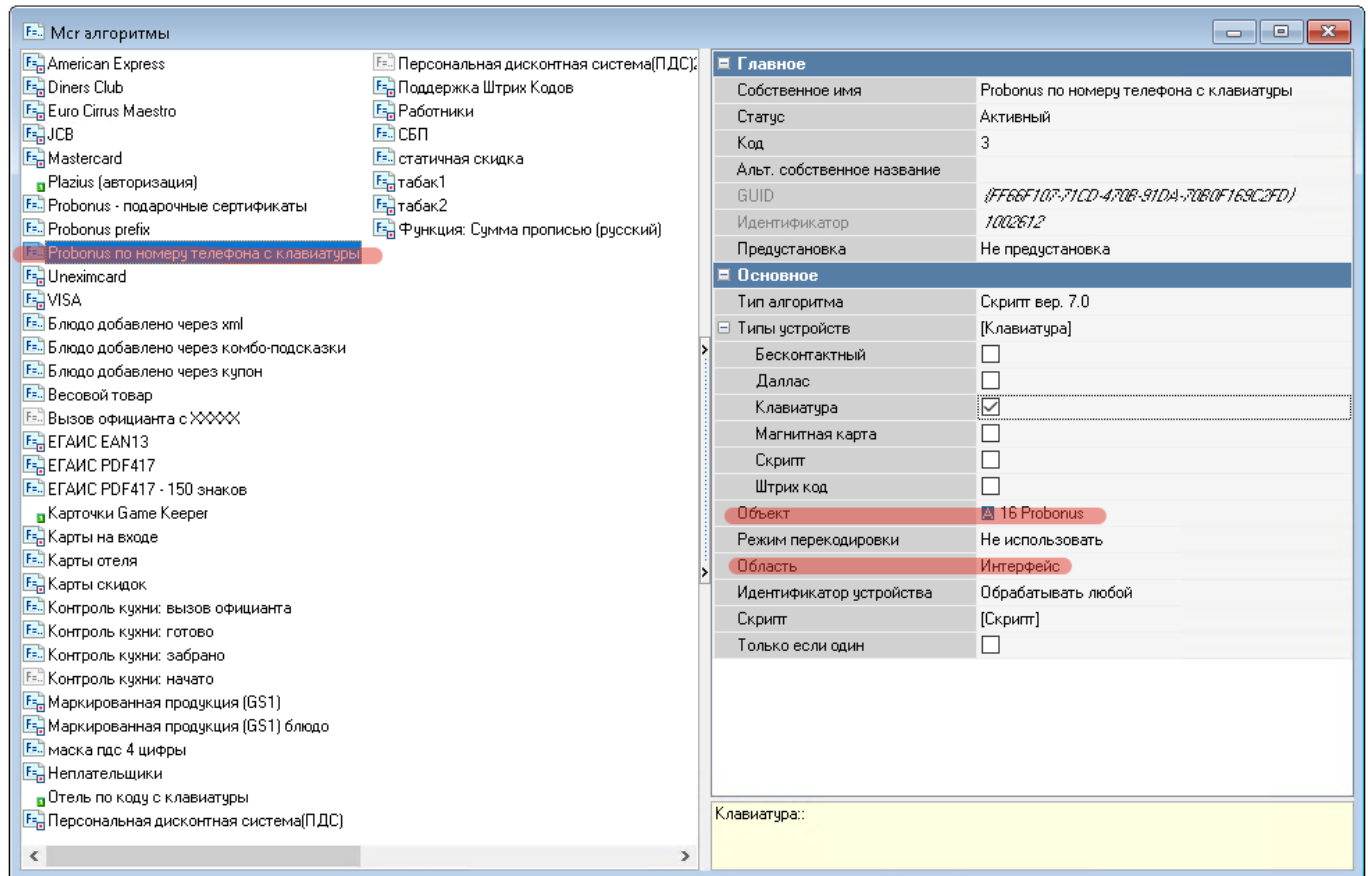 Mcr алгоритмы
American Express
Diners Club
Euro Cirrus Maestro
JCB
Mastercard
Plazius (авторизация)
Probonus - подарочные сертификаты
Probonus prefix
Probonus по номеру телефона с клавиатуры
Uneximcard
VISA
Блюдо добавлено через xml
Блюдо добавлено через комбо-подсказки
Блюдо добавлено через купон
Весовой товар
Вызов официанта с XXXXX
ЕГАИС EAN13
ЕГАИС PDF417
ЕГАИС PDF417 - 150 знаков
Карточки Game Keeper
Карты на входе
Карты отеля
Карты скидок
Контроль кухни: вызов официанта
Контроль кухни: готово
Контроль кухни: забрано
Контроль кухни: начато
Маркированная продукция (GS1)
Маркированная продукция (GS1) блюдо
маска пдс 4 цифры
Неплательщики
Отель по коду с клавиатуры
Персональная дисконтная система(ПДС)
Персональная дисконтная система(ПДС)2
Поддержка Штрих Кодов
Работники
СБП
статичная скидка
табак1
табак2
Функция: Сумма прописью (русский)
Главное
Собственное имя Probonus по номеру телефона с клавиатуры
Статус Активный
Код 3
Альт. собственное название
GUID {FF66F107-71CD-470B-91DA-70B0F169C2FD}
Идентификатор 1002612
Предустановка Не предустановка
Основное
Тип алгоритма Скрипт вер. 7.0
Типы устройств [Клавиатура]
Бесконтактный
Даллас
Клавиатура
Магнитная карта
Скрипт
Штрих код
Объект 16 Probonus
Режим перекодировки Не использовать
Область Интерфейс
Идентификатор устройства Обрабатывать любой
Скрипт [Скрипт]
Только если один
Клавиатура::